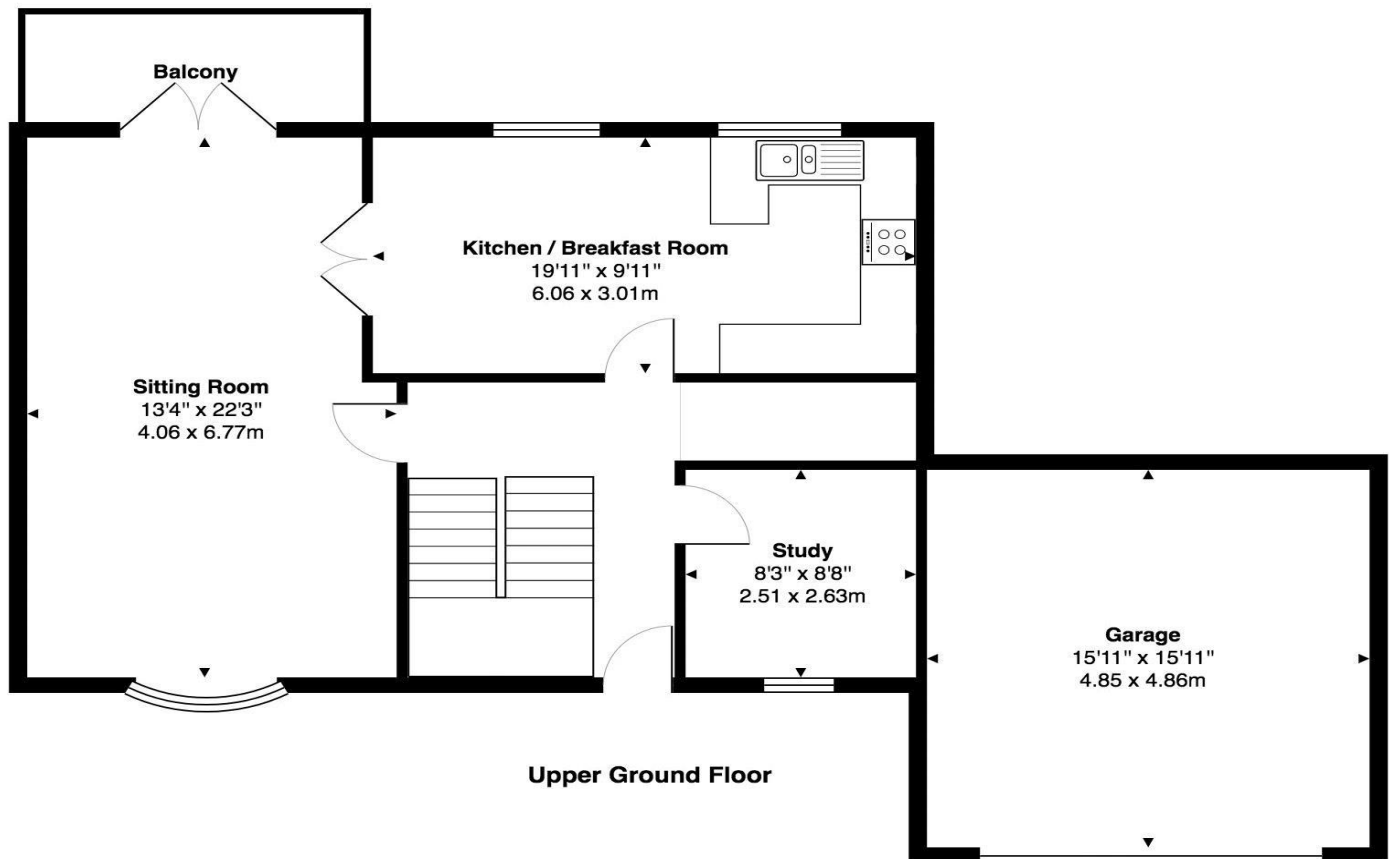 Balcony
Kitchen / Breakfast Room
19'11" x 9'11"
6.06 x 3.01m
Sitting Room
13'4" x 22'3"
4.06 x 6.77m
Study
8'3" x 8'8"
2.51 x 2.63m
Garage
15'11" x 15'11"
4.85 x 4.86m
Upper Ground Floor